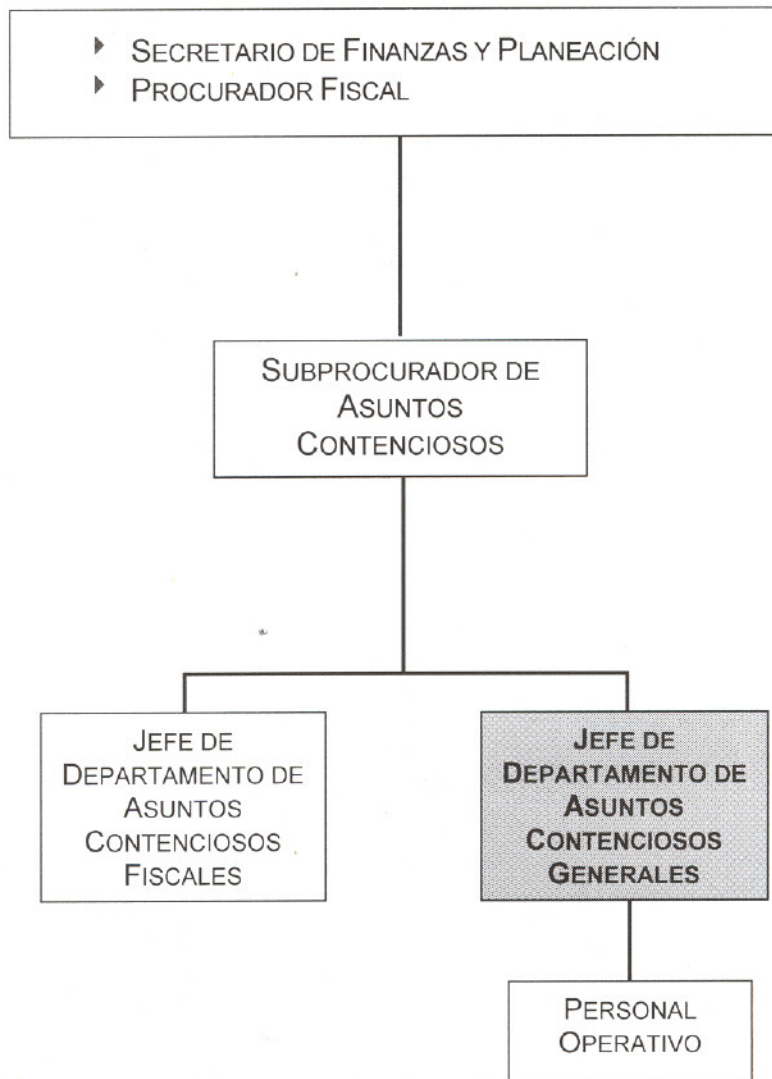 SECRETARIO DE FINANZAS Y PLANEACIÓN
PROCURADOR FISCAL
SUBPROCURADOR DE
ASUNTOS
CONTENCIOSOS
JEFE DE
DEPARTAMENTO DE
ASUNTOS
CONTENCIOSOS
FISCALES
JEFE DE
DEPARTAMENTO DE
ASUNTOS
CONTENCIOSOS
GENERALES
PERSONAL
OPERATIVO